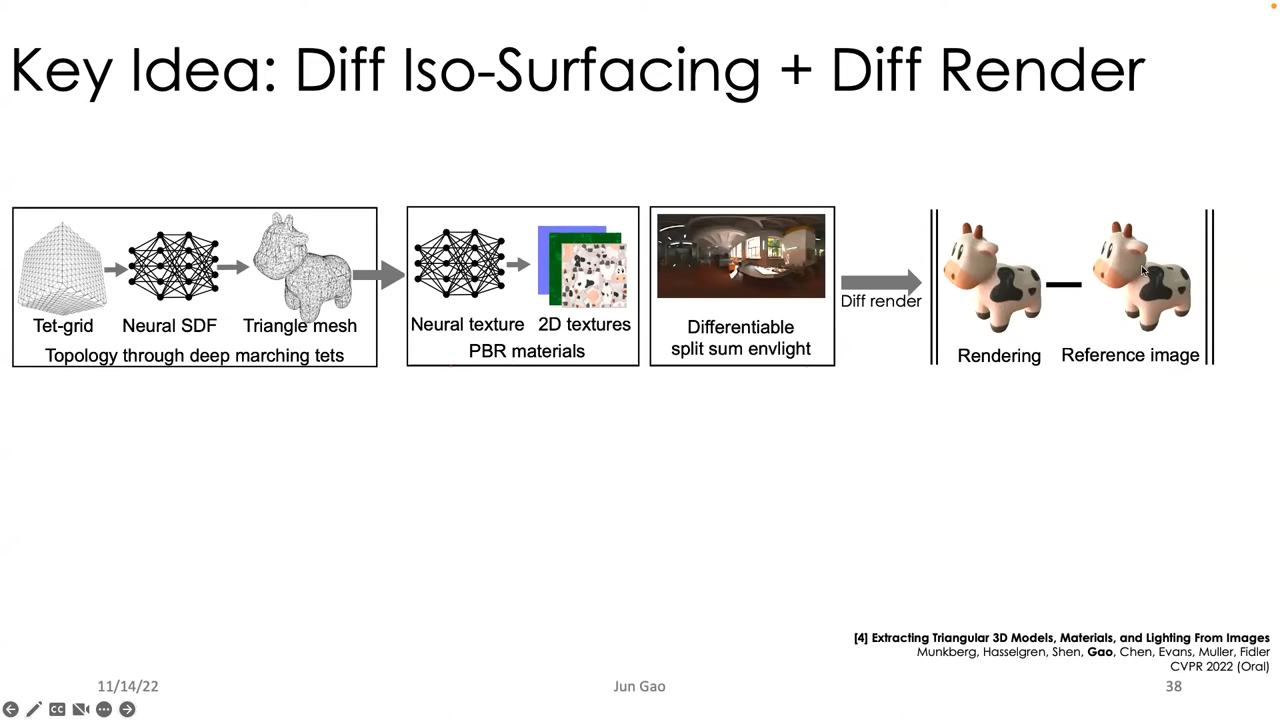 Key Idea: Diff Iso-Surfacing + Diff Render
Tet-grid
Neural SDF
Triangle mesh
Topology through deep marching tets
Neural texture
2D textures
PBR materials
Differentiable
split sum envlight
Diff render
Rendering
Reference image
[4] Extracting Triangular 3D Models, Materials, and Lighting From Images
Munkberg, Hasselgren, Shen, Gao, Chen, Evans, Muller, Fidler
CVPR 2022 (Oral)
11/14/22
Jun Gao
38
CC